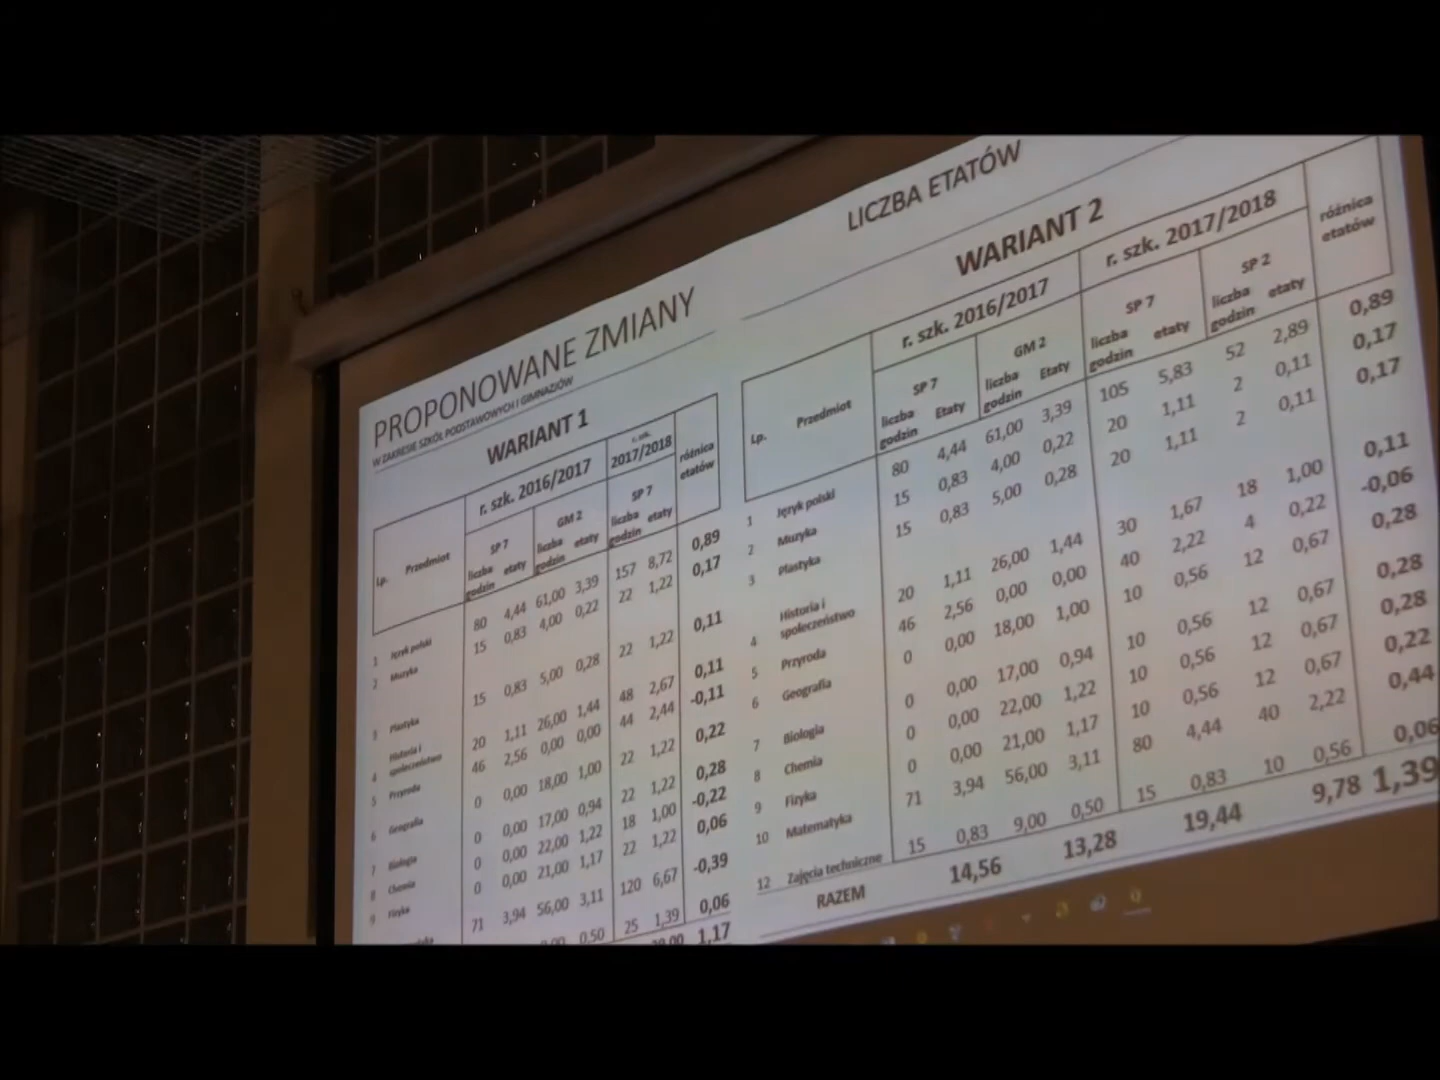 PROPONOWANE ZMIANY
W ZAKRESIE SZKÓŁ PODSTAWOWYCH I GIMNAZJÓW
LICZBA ETATÓW
WARIANT 1
Lp. Przedmiot r. szk. 2016/2017 r. szk. 2017/2018 różnica etatów
SP 7 GM 2 SP 7
liczba godzin etaty liczba godzin etaty liczba godzin etaty
1 Język polski 80 4,44 61,00 3,39 157 8,72 0,89
2 Muzyka 15 0,83 4,00 0,22 22 1,22 0,17
3 Plastyka 15 0,83 5,00 0,28 22 1,22 0,11
4 Historia i społeczeństwo 20 1,11 26,00 1,44 48 2,67 0,11
5 Przyroda 46 2,56 0,00 0,00 44 2,44 -0,11
6 Geografia 0 0,00 18,00 1,00 22 1,22 0,22
7 Biologia 0 0,00 17,00 0,94 22 1,22 0,28
8 Chemia 0 0,00 22,00 1,22 18 1,00 -0,22
9 Fizyka 0 0,00 21,00 1,17 22 1,22 0,06
71 3,94 56,00 3,11 120 6,67 -0,39
0,50 25 1,39 0,06
1,17
WARIANT 2
Lp. Przedmiot r. szk. 2016/2017 r. szk. 2017/2018 różnica etatów
SP 7 GM 2 SP 7 SP 2
liczba godzin Etaty liczba godzin Etaty liczba godzin etaty liczba godzin etaty
1 Język polski 80 4,44 61,00 3,39 105 5,83 52 2,89 0,89
2 Muzyka 15 0,83 4,00 0,22 20 1,11 2 0,11 0,17
3 Plastyka 15 0,83 5,00 0,28 20 1,11 2 0,11 0,17
4 Historia i społeczeństwo 20 1,11 26,00 1,44 30 1,67 18 1,00 0,11
5 Przyroda 46 2,56 0,00 0,00 40 2,22 4 0,22 -0,06
6 Geografia 0 0,00 18,00 1,00 10 0,56 12 0,67 0,28
7 Biologia 0 0,00 17,00 0,94 10 0,56 12 0,67 0,28
8 Chemia 0 0,00 22,00 1,22 10 0,56 12 0,67 0,28
9 Fizyka 0 0,00 21,00 1,17 10 0,56 12 0,67 0,22
10 Matematyka 71 3,94 56,00 3,11 80 4,44 40 2,22 0,44
12 Zajęcia techniczne 15 0,83 9,00 0,50 15 0,83 10 0,56 0,06
RAZEM 14,56 13,28 19,44 9,78 1,39